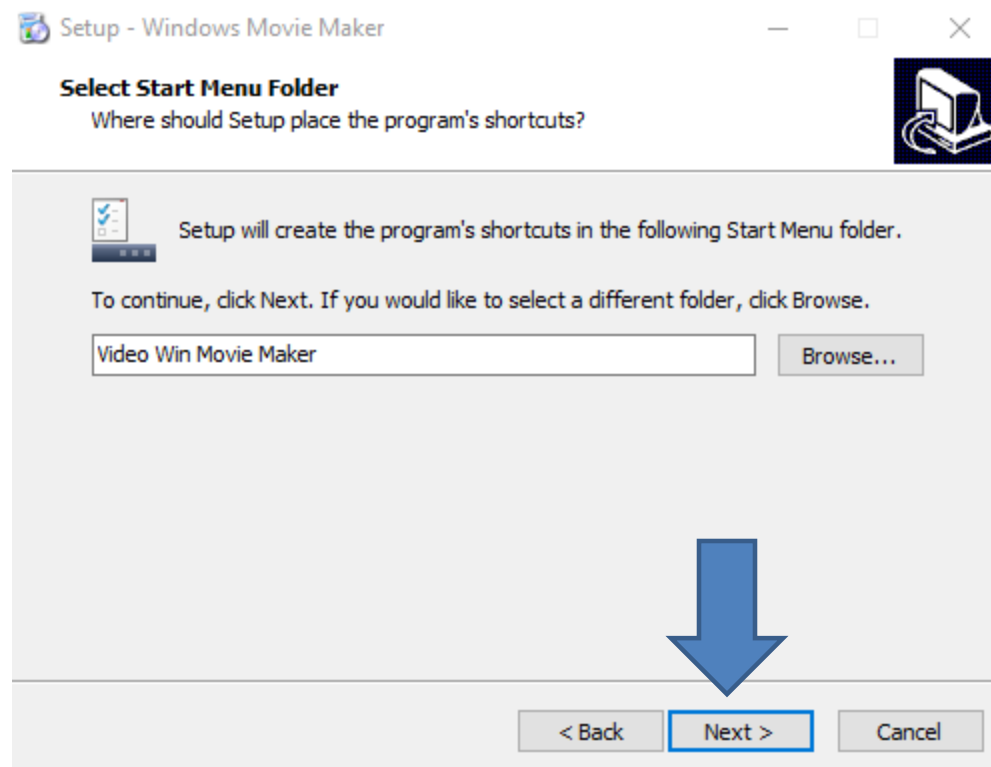 Setup - Windows Movie Maker
Select Start Menu Folder
Where should Setup place the program's shortcuts?
Setup will create the program's shortcuts in the following Start Menu folder.
To continue, click Next. If you would like to select a different folder, click Browse.
Video Win Movie Maker
Browse...
< Back
Next >
Cancel